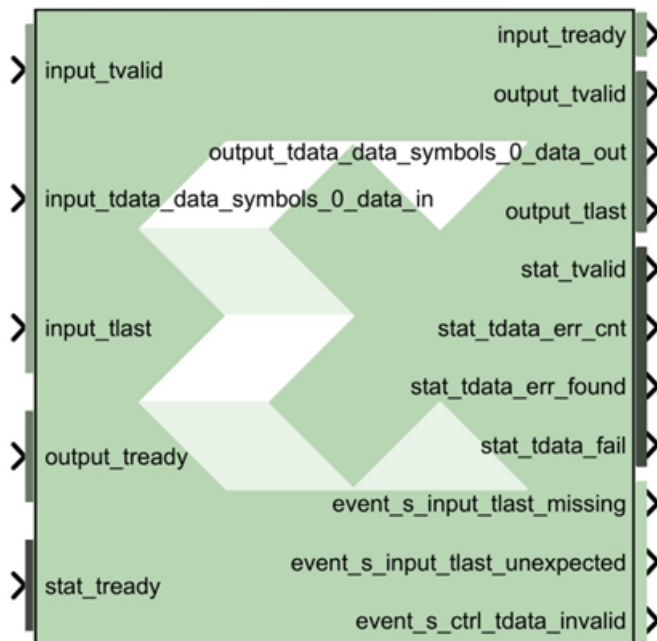 input_tvalid
input_tdata_data_symbols_0_data_in
input_tlast
output_tready
stat_tready
input_tready
output_tvalid
output_tdata_data_symbols_0_data_out
output_tlast
stat_tvalid
stat_tdata_err_cnt
stat_tdata_err_found
stat_tdata_fail
event_s_input_tlast_missing
event_s_input_tlast_unexpected
event_s_ctrl_tdata_invalid